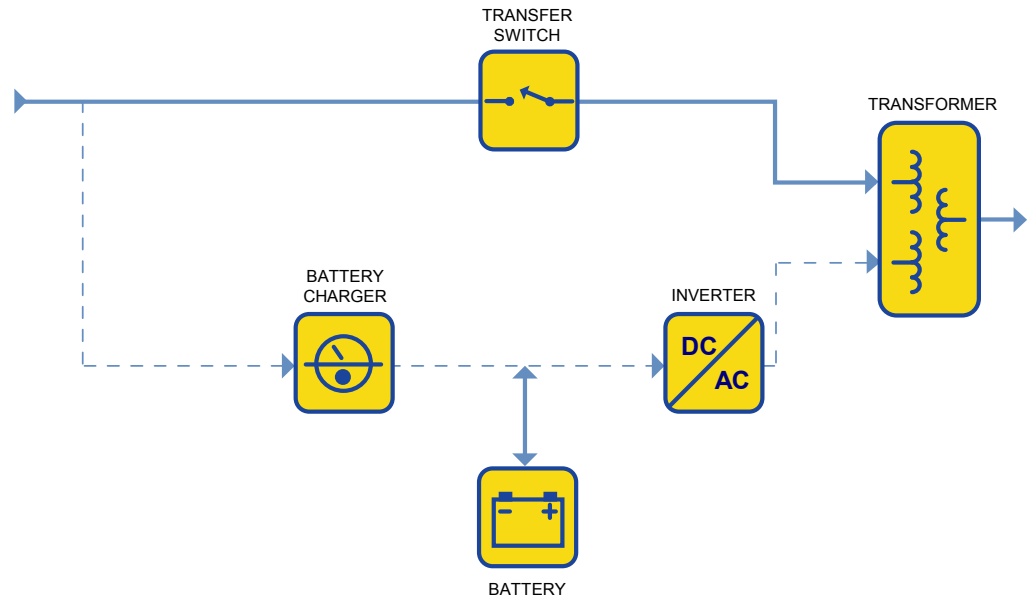 TRANSFER
SWITCH
TRANSFORMER
BATTERY
CHARGER
INVERTER
DC
AC
- +
BATTERY